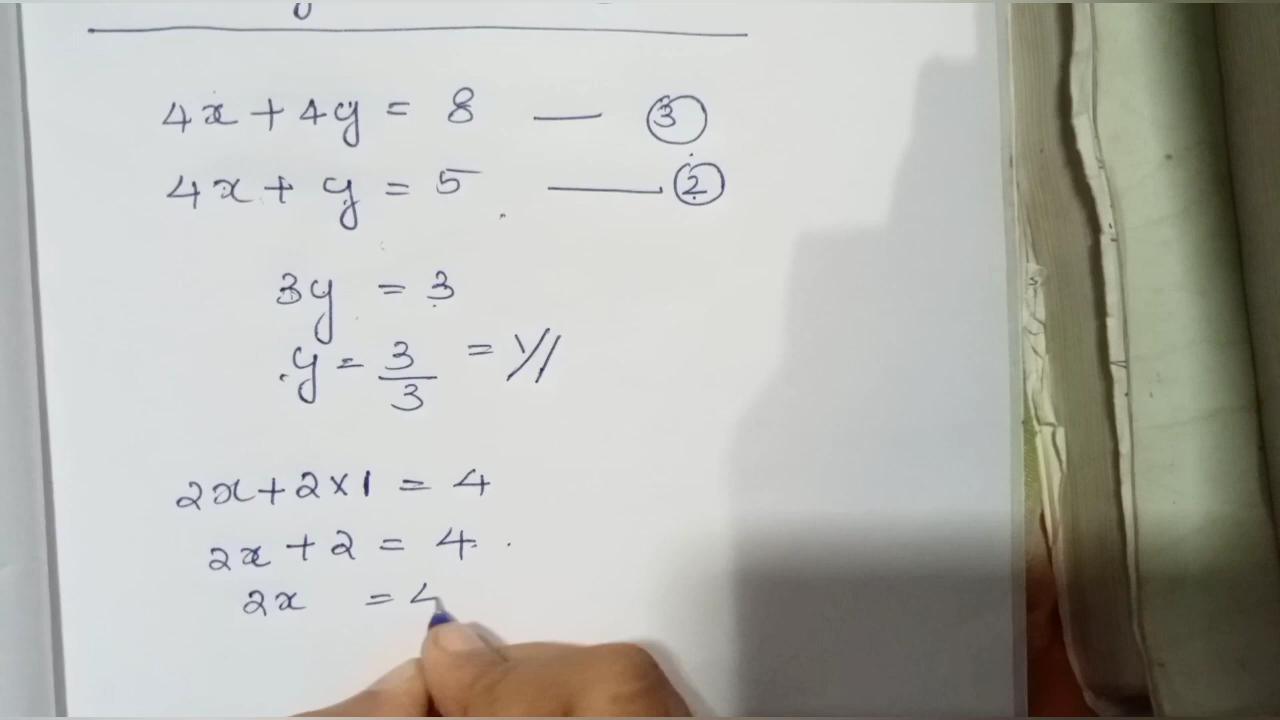 4x + 4y = 8 — ③
4x + y = 5 — ②
3y = 3
y = 3/3 = 1//
2x + 2 × 1 = 4
2x + 2 = 4
2x = 4